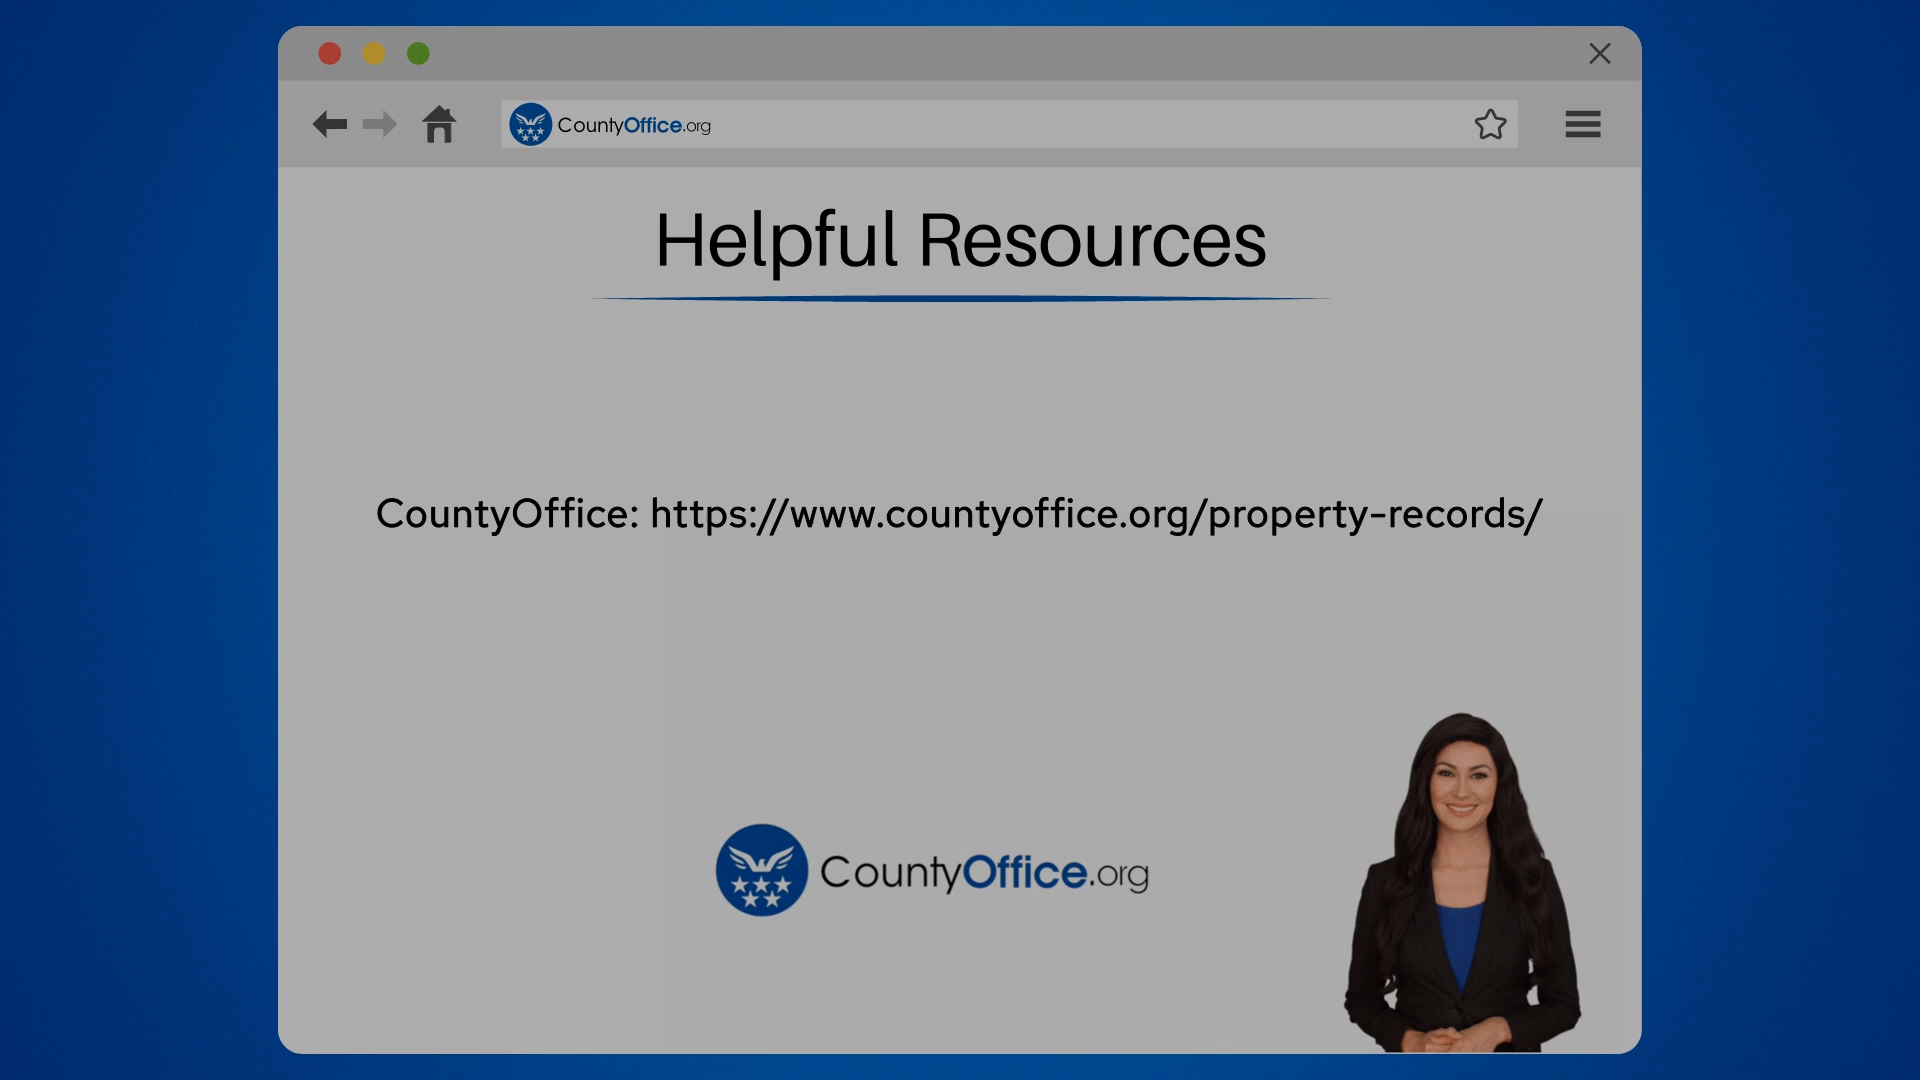 CountyOffice.org
Helpful Resources
CountyOffice: https://www.countyoffice.org/property-records/
CountyOffice.org